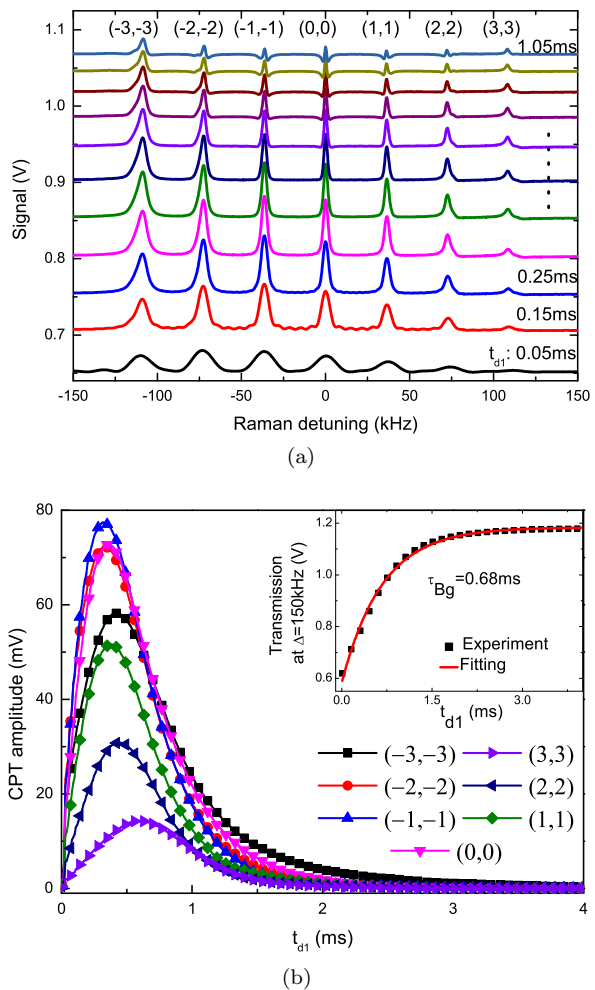 (-3,-3) (-2,-2) (-1,-1) (0,0) (1,1) (2,2) (3,3)
1.05ms
1.1
1.0
0.9
0.8
0.7
Signal (V)
0.25ms
0.15ms
t_d1: 0.05ms
-150 -100 -50 0 50 100 150
Raman detuning (kHz)
(a)
80
60
40
20
0
CPT amplitude (mV)
1.2
1.0
0.8
0.6
Transmission
at Δ=150kHz (V)
τ_Bg=0.68ms
Experiment
Fitting
0.0 1.5 3.0
t_d1 (ms)
(−3,−3) (3,3)
(−2,−2) (2,2)
(−1,−1) (1,1)
(0,0)
0 1 2 3 4
t_d1 (ms)
(b)